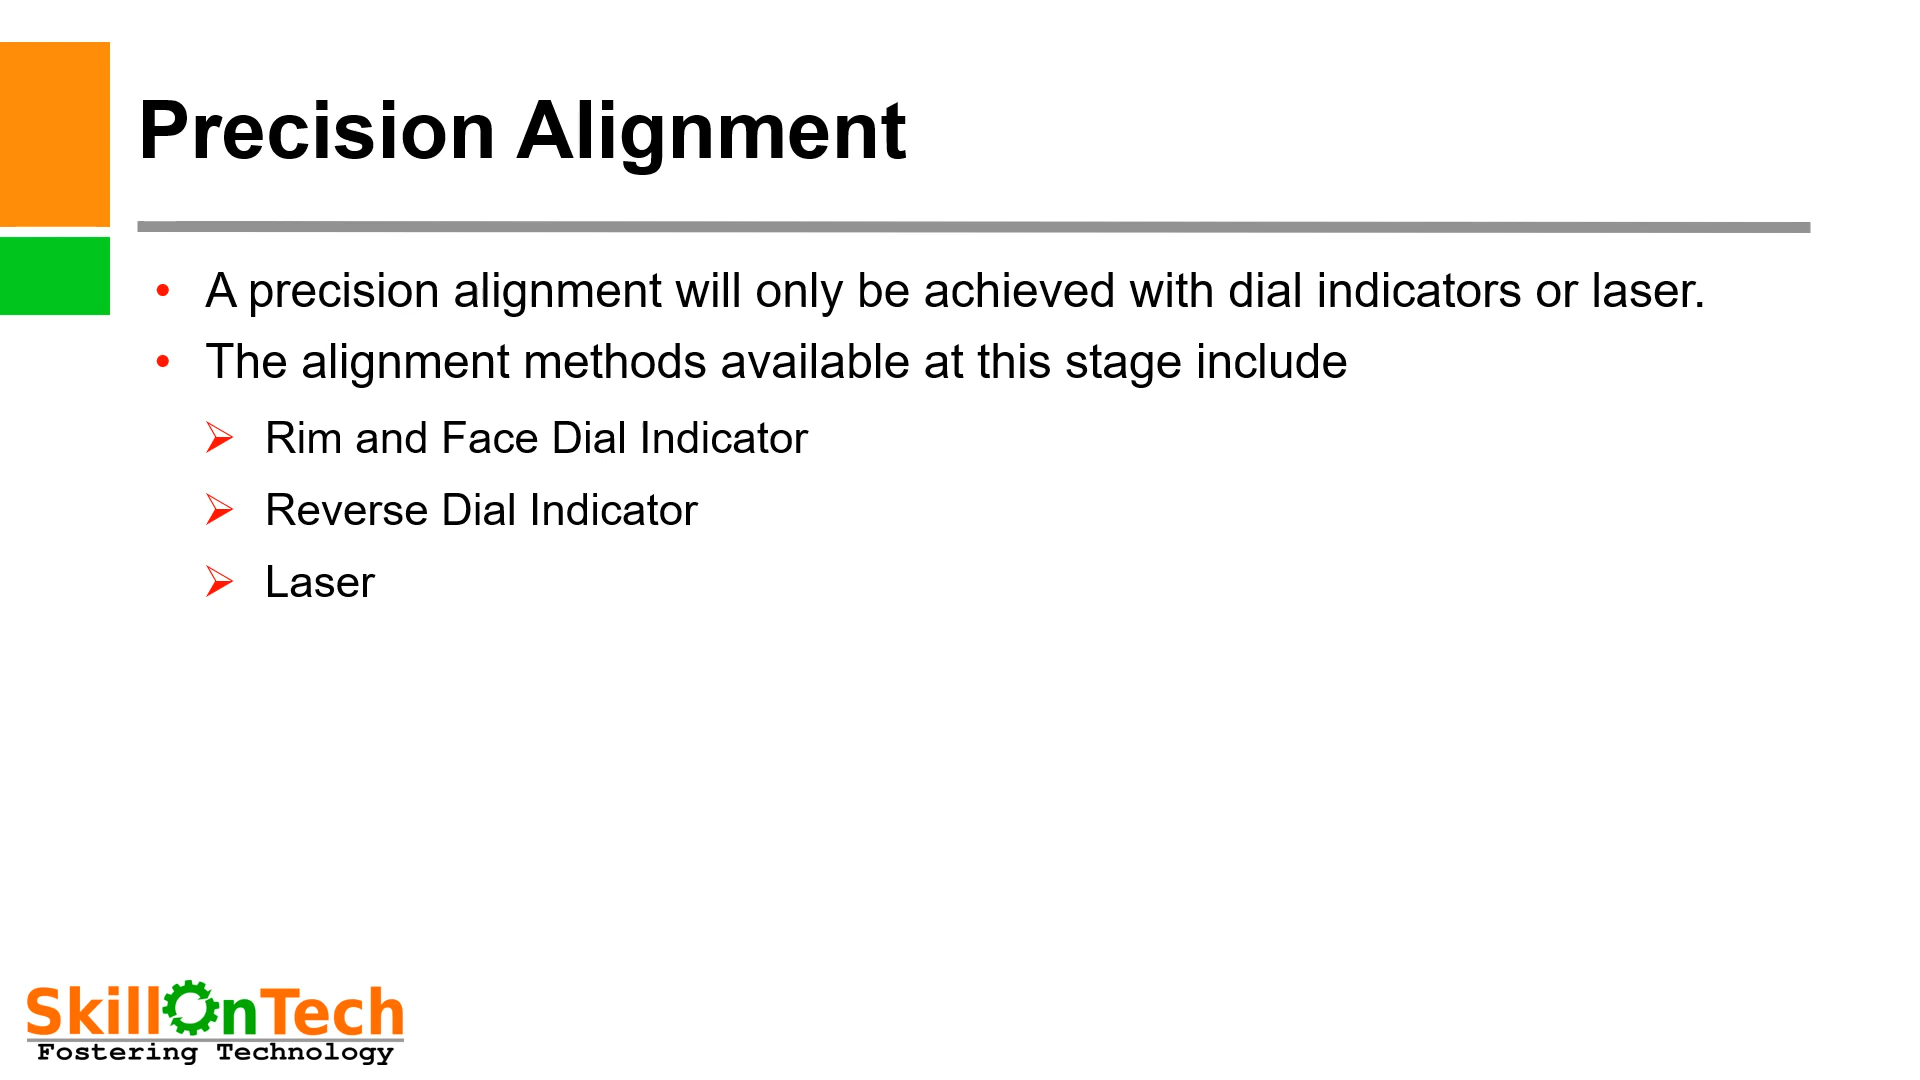 Precision Alignment
• A precision alignment will only be achieved with dial indicators or laser.
• The alignment methods available at this stage include
➢ Rim and Face Dial Indicator
➢ Reverse Dial Indicator
➢ Laser
SkillOnTech
Fostering Technology